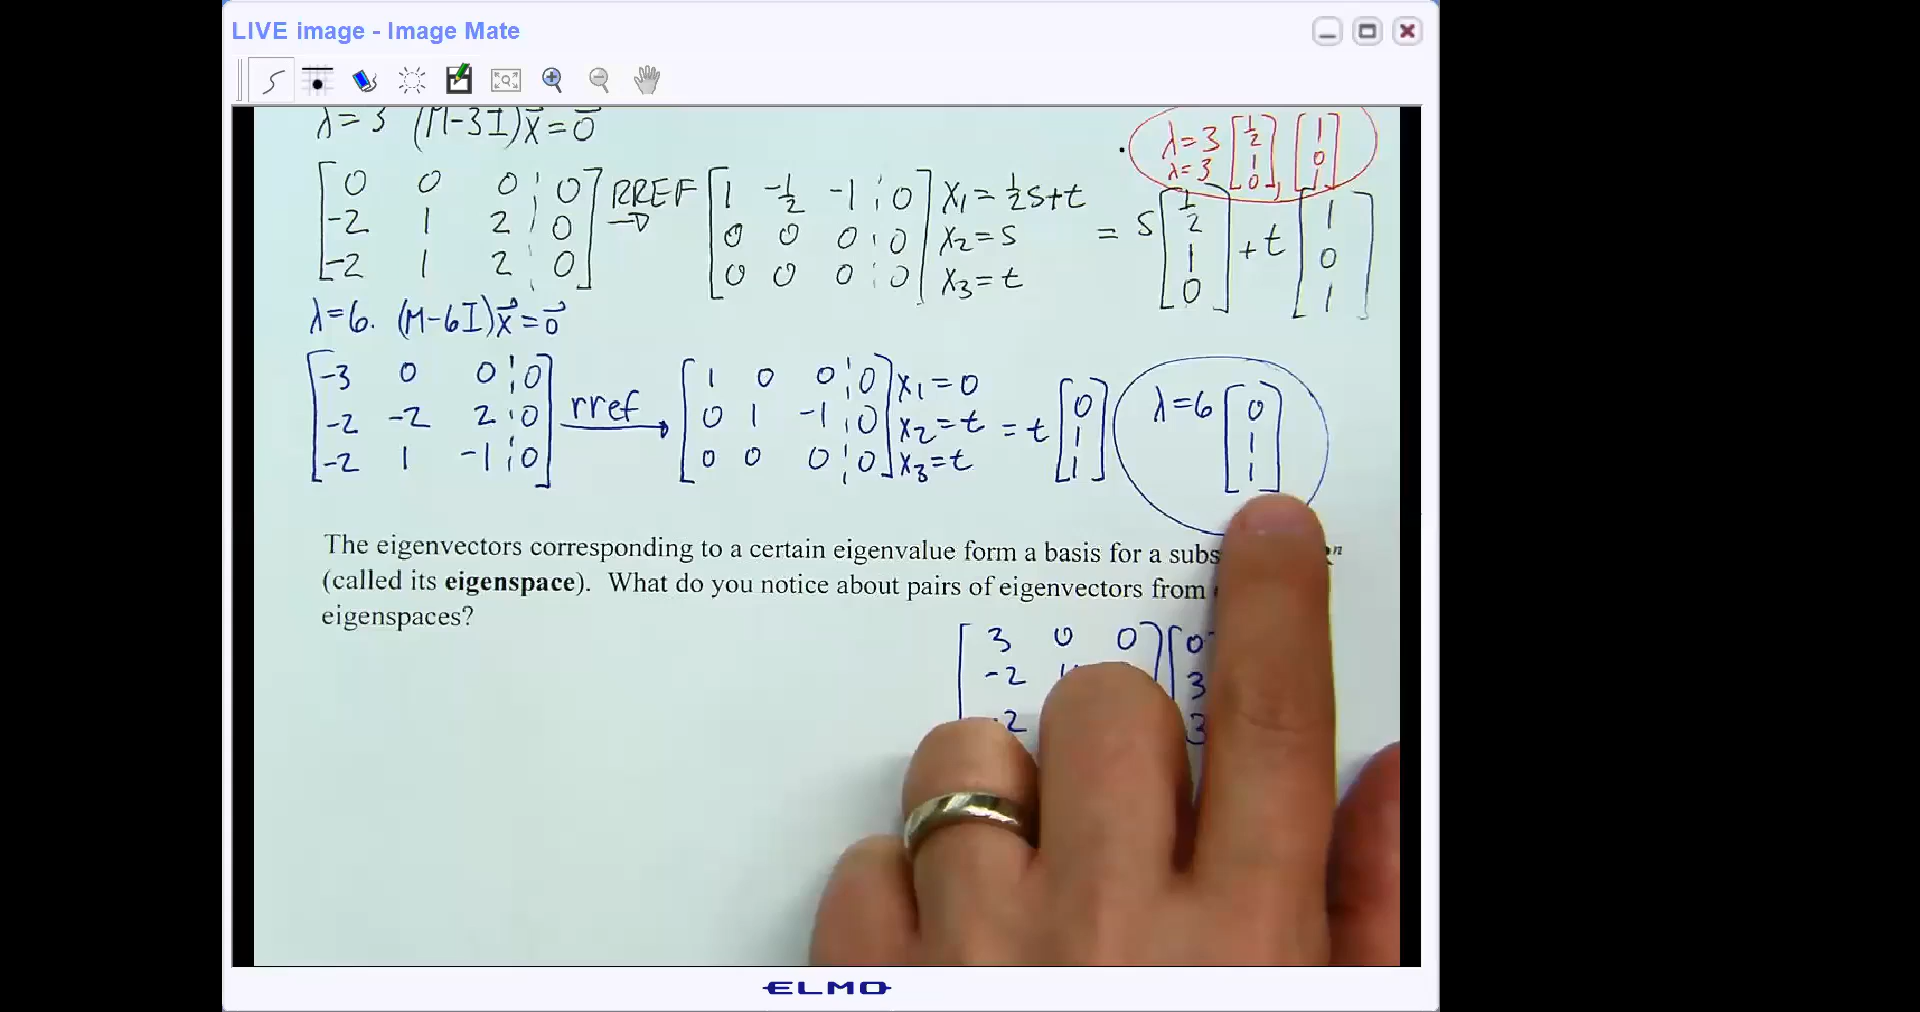 LIVE image - Image Mate
λ=3 (M-3I)x⃗=0⃗
λ=3 [½ 1 0], [1 0 1]
λ=3
[0 0 0 ¦ 0] RREF [1 -½ -1 ¦ 0] x₁=½s+t
[-2 1 2 ¦ 0] → [0 0 0 ¦ 0] x₂=s = s[½ 1 0] + t[1 0 1]
[-2 1 2 ¦ 0] [0 0 0 ¦ 0] x₃=t
λ=6. (M-6I)x⃗=0⃗
[-3 0 0 ¦ 0] rref [1 0 0 ¦ 0] x₁=0
[-2 -2 2 ¦ 0] → [0 1 -1 ¦ 0] x₂=t = t[0 1 1] λ=6 [0 1 1]
[-2 1 -1 ¦ 0] [0 0 0 ¦ 0] x₃=t
The eigenvectors corresponding to a certain eigenvalue form a basis for a n
(called its eigenspace). What do you notice about pairs of eigenvectors from
eigenspaces?
[3 0 0] [0
-2 3
-2 3
ELMO